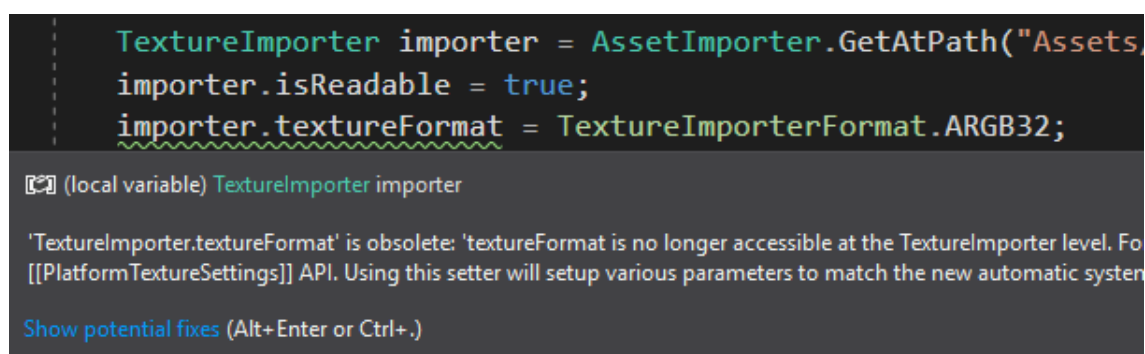 TextureImporter importer = AssetImporter.GetAtPath("Assets/
importer.isReadable = true;
importer.textureFormat = TextureImporterFormat.ARGB32;
(local variable) TextureImporter importer
'TextureImporter.textureFormat' is obsolete: 'textureFormat is no longer accessible at the TextureImporter level. Fo
[[PlatformTextureSettings]] API. Using this setter will setup various parameters to match the new automatic system
Show potential fixes (Alt+Enter or Ctrl+.)